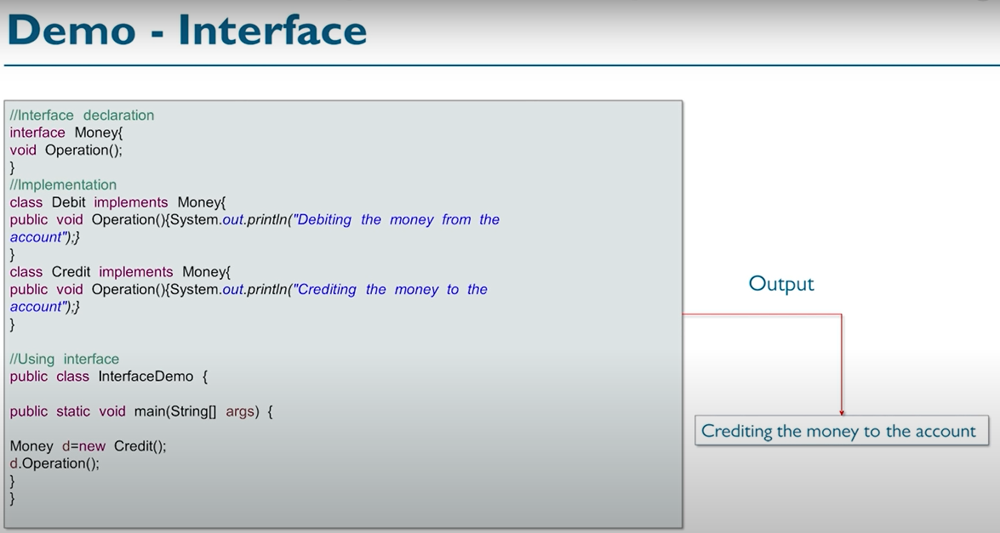 Demo - Interface
//Interface declaration
interface Money{
void Operation();
}
//Implementation
class Debit implements Money{
public void Operation(){System.out.println("Debiting the money from the
account");}
}
class Credit implements Money{
public void Operation(){System.out.println("Crediting the money to the
account");}
}
//Using interface
public class InterfaceDemo {
public static void main(String[] args) {
Money d=new Credit();
d.Operation();
}
}
Output
Crediting the money to the account